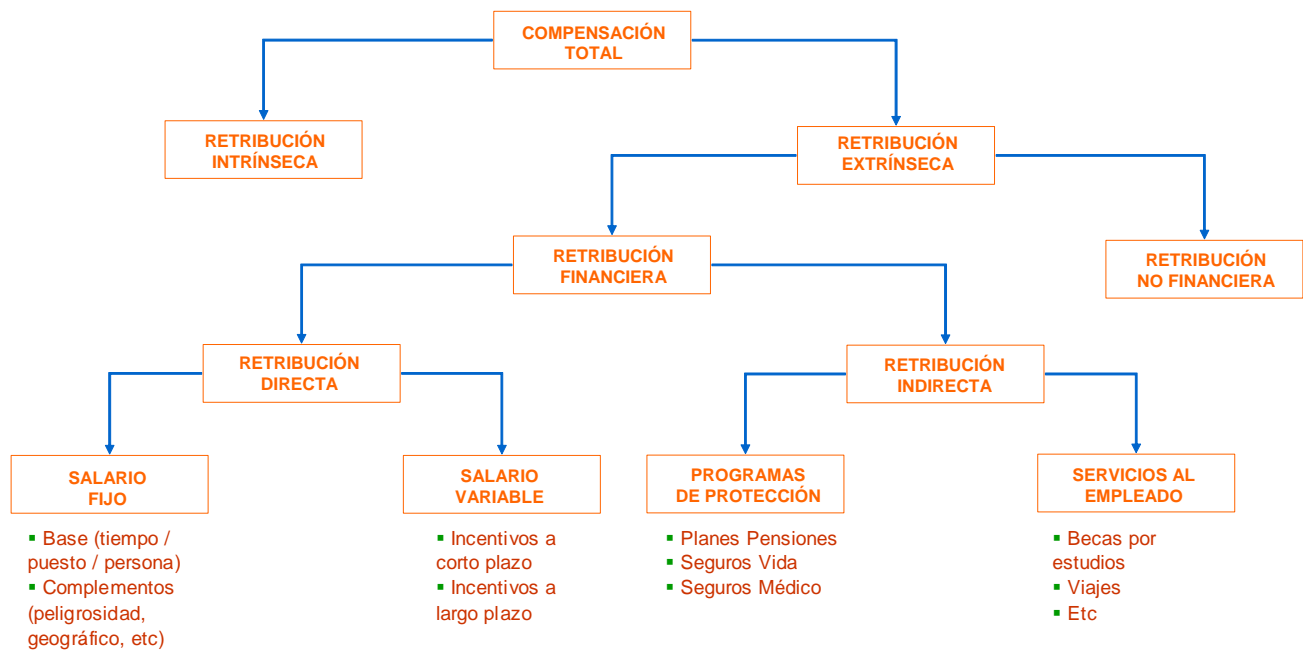 COMPENSACIÓN
TOTAL
RETRIBUCIÓN
INTRÍNSECA
RETRIBUCIÓN
EXTRÍNSECA
RETRIBUCIÓN
FINANCIERA
RETRIBUCIÓN
NO FINANCIERA
RETRIBUCIÓN
DIRECTA
RETRIBUCIÓN
INDIRECTA
SALARIO
FIJO
▪ Base (tiempo /
puesto / persona)
▪ Complementos
(peligrosidad,
geográfico, etc)
SALARIO
VARIABLE
▪ Incentivos a
corto plazo
▪ Incentivos a
largo plazo
PROGRAMAS
DE PROTECCIÓN
▪ Planes Pensiones
▪ Seguros Vida
▪ Seguros Médico
SERVICIOS AL
EMPLEADO
▪ Becas por
estudios
▪ Viajes
▪ Etc